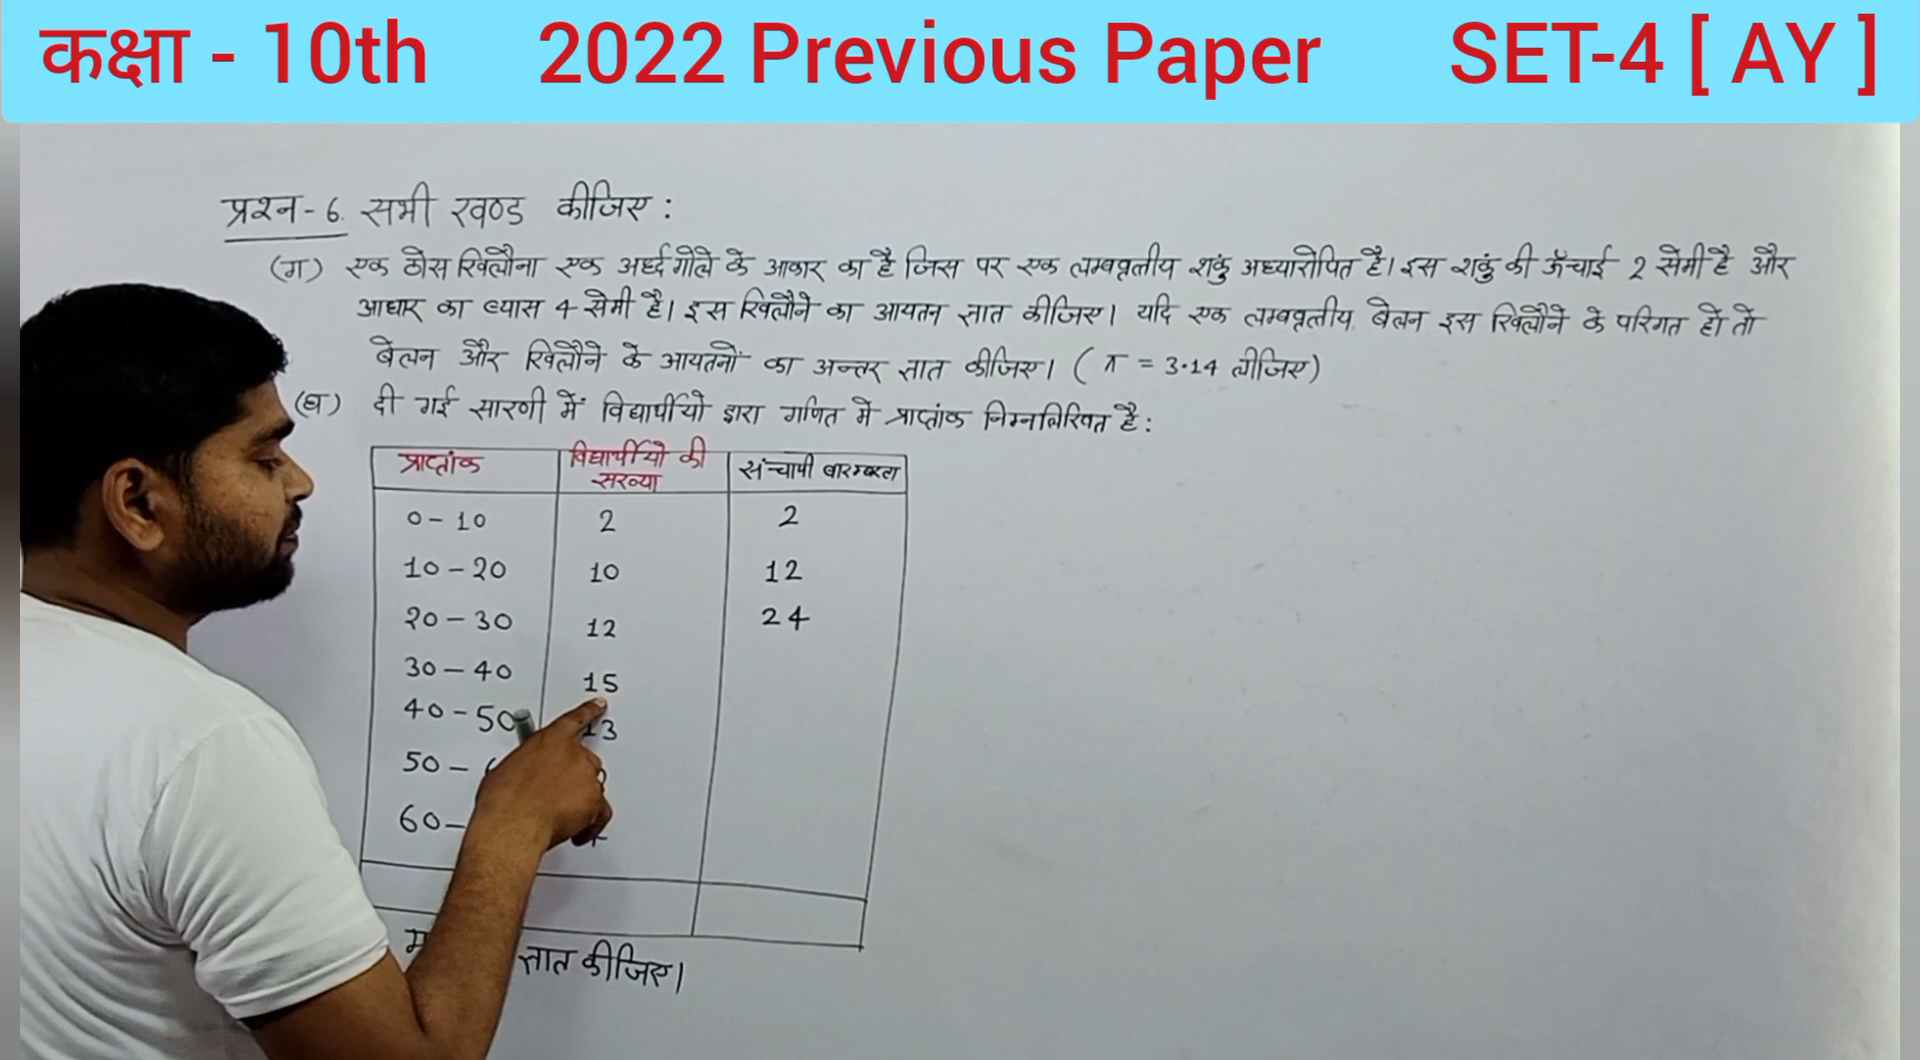 कक्षा - 10th 2022 Previous Paper SET-4 [ AY ]
प्रश्न-6. सभी खण्ड कीजिए :
(ग) एक ठोस खिलौना एक अर्ध्दगोले के आकार का है जिस पर एक लम्बवृत्तीय शंकु अध्यारोपित है। इस शंकु की ऊँचाई 2 सेमी है और
आधार का व्यास 4 सेमी है। इस खिलौने का आयतन ज्ञात कीजिए। यदि एक लम्बवृत्तीय बेलन इस खिलौने के परिगत हो तो
बेलन और खिलौने के आयतनों का अन्तर ज्ञात कीजिए। ( π = 3.14 लीजिए)
(घ) दी गई सारणी में विद्यार्थीयो द्वारा गणित मे प्राप्तांक निम्नलिखित है :
प्राप्तांक विद्यार्थीयो की सख्या संचायी बारम्बारता
0 - 10 2 2
10 - 20 10 12
20 - 30 12 24
30 - 40 15
40 - 50 13
50 -
60 -
ज्ञात कीजिए।